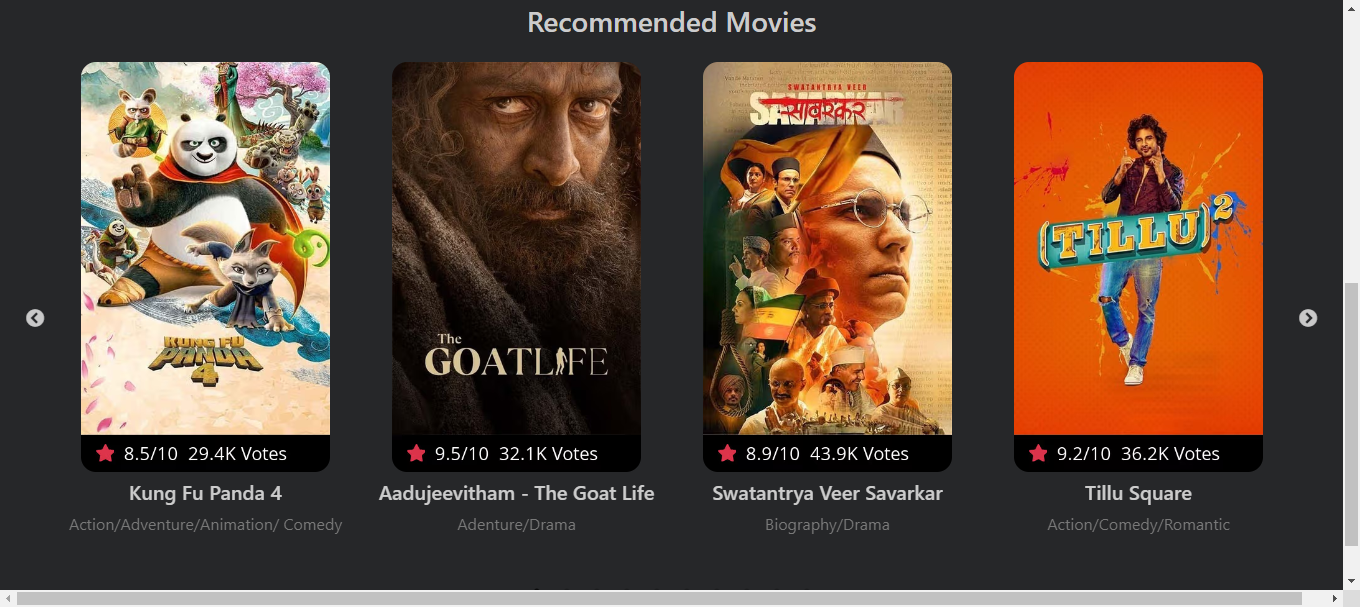 Recommended Movies
KUNG FU
PANDA
4
8.5/10 29.4K Votes
Kung Fu Panda 4
Action/Adventure/Animation/ Comedy
The
GOATLIFE
9.5/10 32.1K Votes
Aadujeevitham - The Goat Life
Adenture/Drama
SWATANTRYA VEER
SAVARKAR
सावरकर
8.9/10 43.9K Votes
Swatantrya Veer Savarkar
Biography/Drama
(TILLU)2
9.2/10 36.2K Votes
Tillu Square
Action/Comedy/Romantic